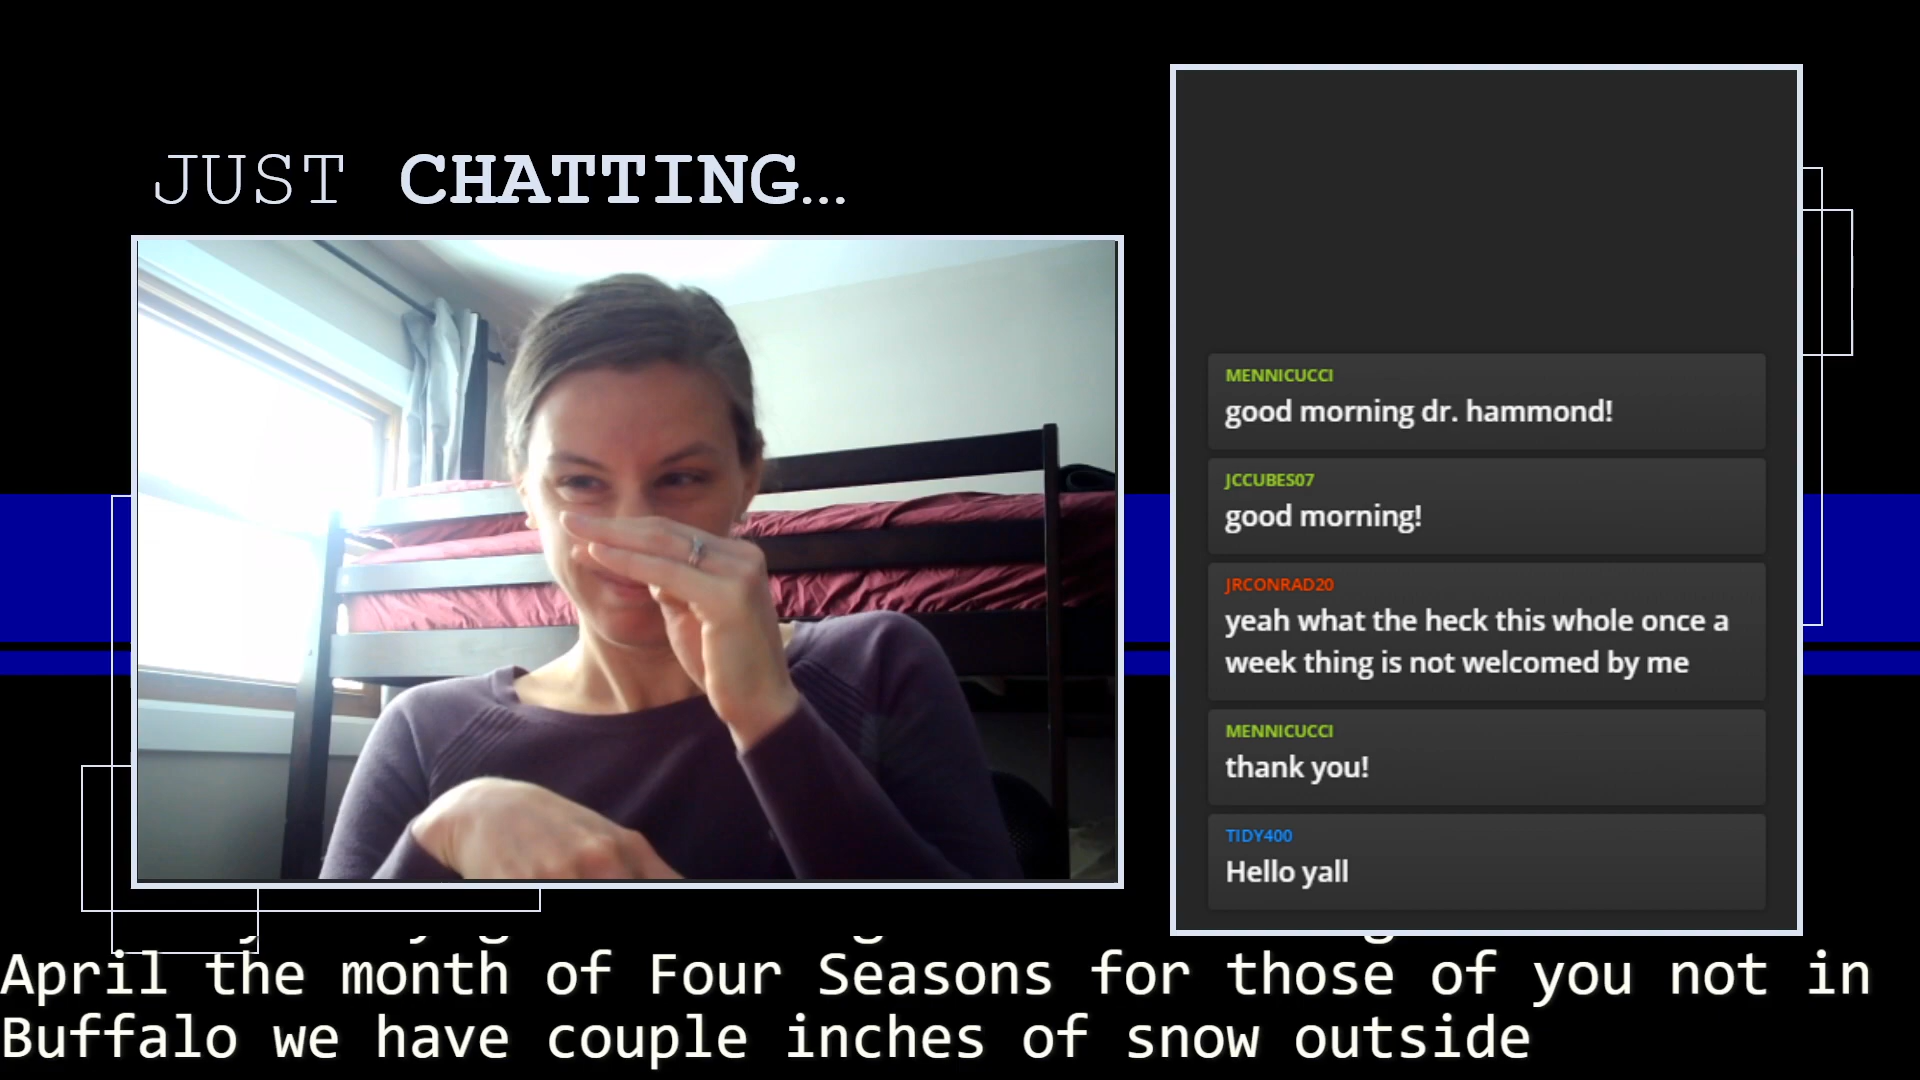 JUST CHATTING...
MENNICUCCI
good morning dr. hammond!
JCCUBES07
good morning!
JRCONRAD20
yeah what the heck this whole once a
week thing is not welcomed by me
MENNICUCCI
thank you!
TIDY400
Hello yall
April the month of Four Seasons for those of you not in
Buffalo we have couple inches of snow outside